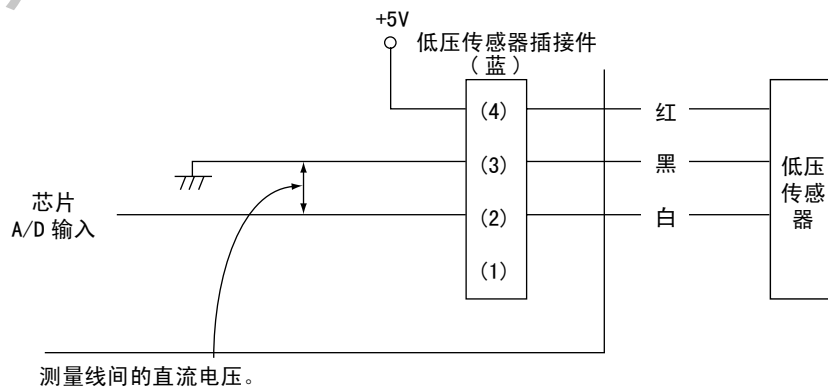 +5V
低压传感器插接件
（蓝）
(4)
红
(3)
黑
低压
传感
器
芯片
A/D 输入
(2)
白
(1)
测量线间的直流电压。